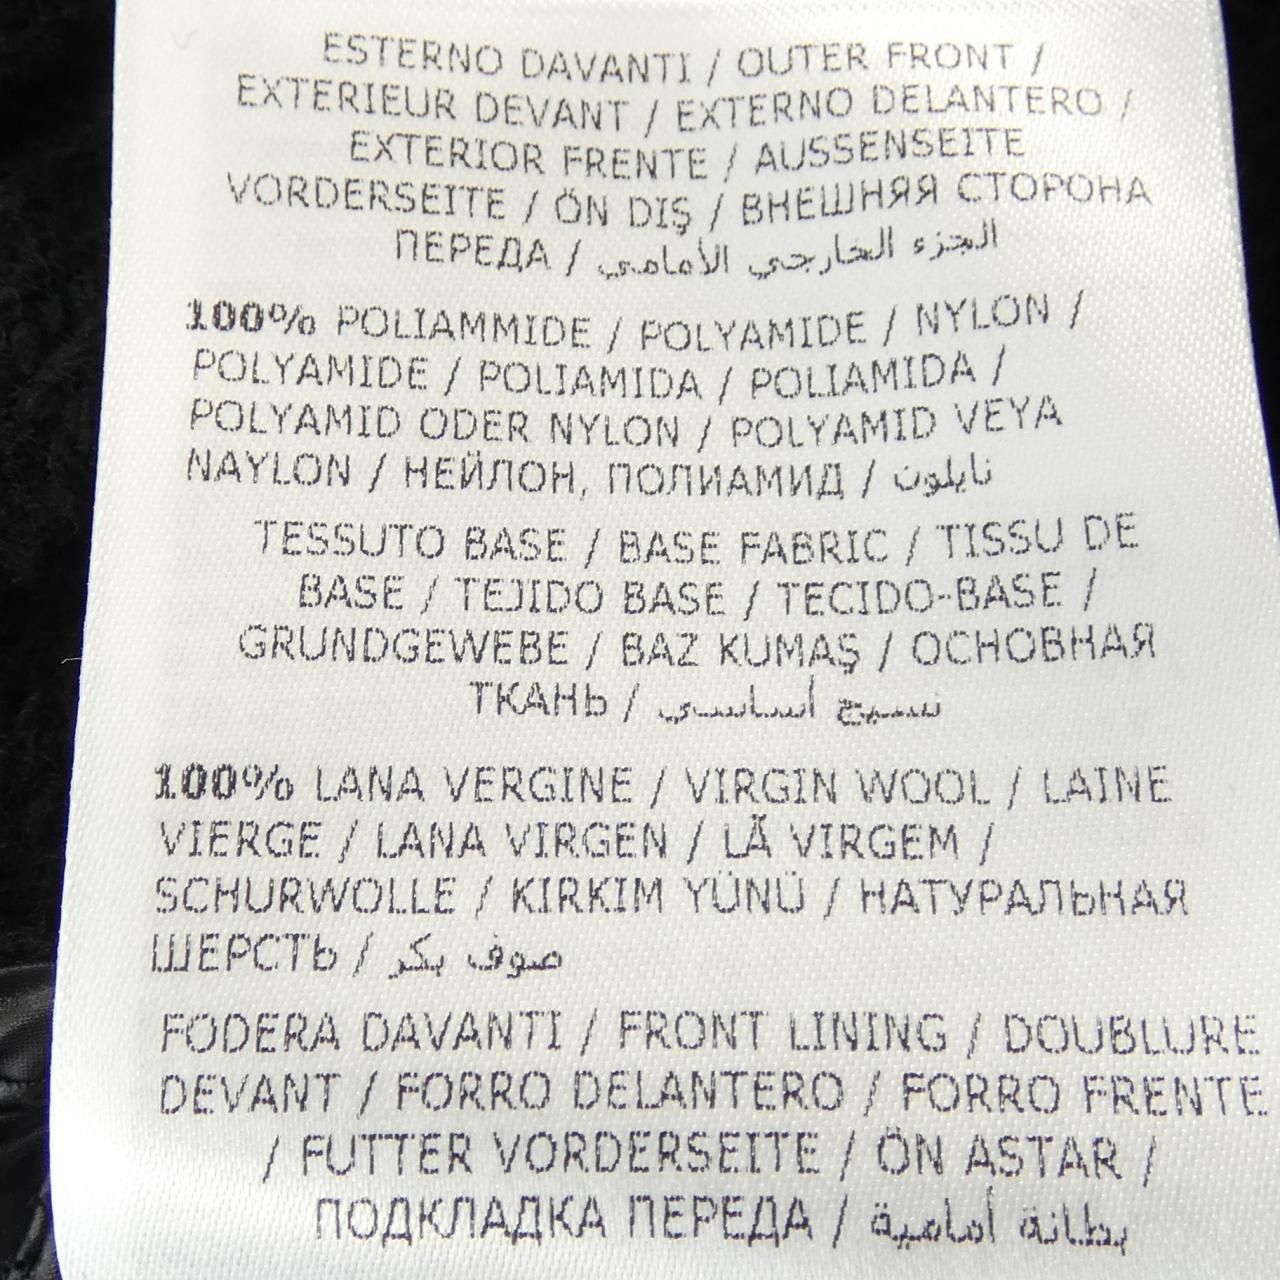 ESTERNO DAVANTI / OUTER FRONT /
EXTERIEUR DEVANT / EXTERNO DELANTERO /
EXTERIOR FRENTE / AUSSENSEITE
VORDERSEITE / ÖN DIŞ / ВНЕШНЯЯ СТОРОНА
ПЕРЕДА / الجزء الخارجي الأمامي
100% POLIAMMIDE / POLYAMIDE / NYLON /
POLYAMIDE / POLIAMIDA / POLIAMIDA /
POLYAMID ODER NYLON / POLYAMID VEYA
NAYLON / НЕЙЛОН, ПОЛИАМИД / نايلون
TESSUTO BASE / BASE FABRIC / TISSU DE
BASE / TEJIDO BASE / TECIDO-BASE /
GRUNDGEWEBE / BAZ KUMAŞ / ОСНОВНАЯ
ТКАНЬ / نسيج أساسي
100% LANA VERGINE / VIRGIN WOOL / LAINE
VIERGE / LANA VIRGEN / LÃ VIRGEM /
SCHURWOLLE / KIRKIM YÜNÜ / НАТУРАЛЬНАЯ
ШЕРСТЬ / صوف بكر
FODERA DAVANTI / FRONT LINING / DOUBLURE
DEVANT / FORRO DELANTERO / FORRO FRENTE
/ FUTTER VORDERSEITE / ÖN ASTAR /
ПОДКЛАДКА ПЕРЕДА / بطانة أمامية